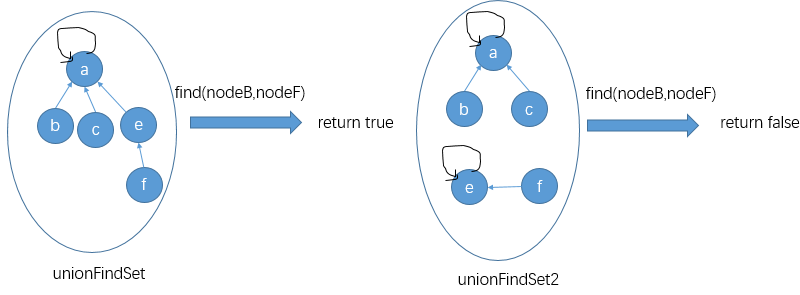 a
b
c
e
f
unionFindSet
find(nodeB,nodeF)
return true
a
b
c
e
f
unionFindSet2
find(nodeB,nodeF)
return false